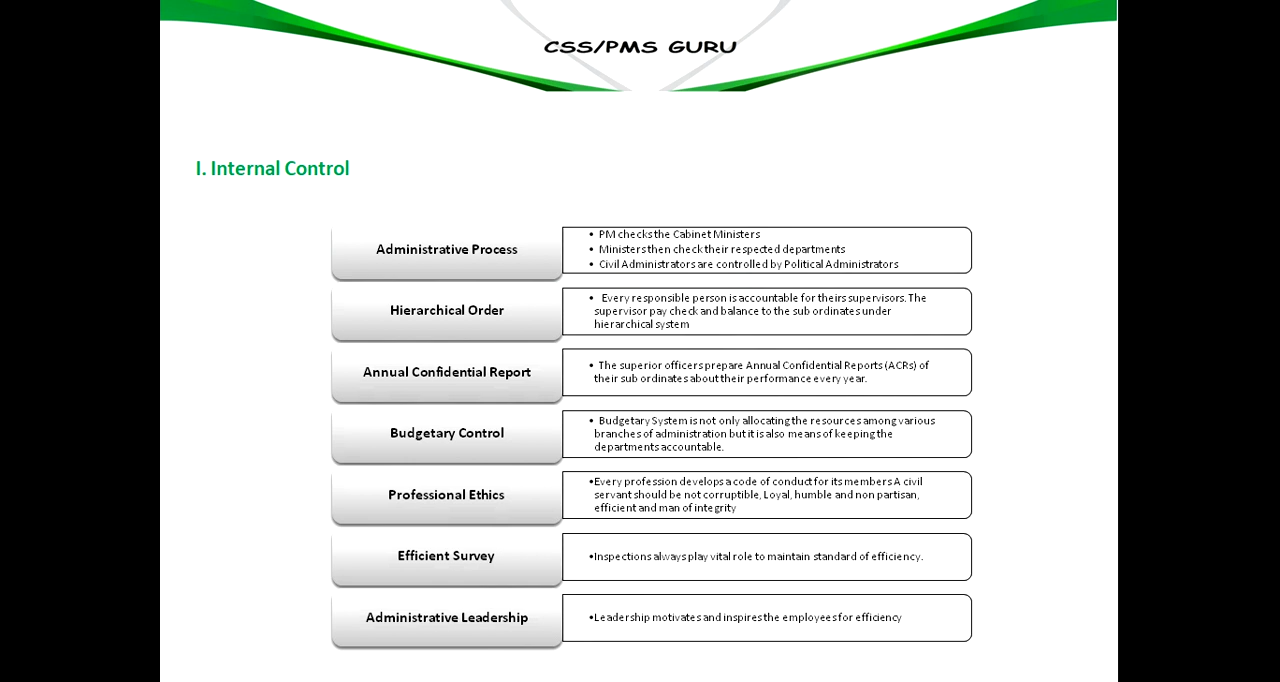 CSS/PMS GURU
I. Internal Control
Administrative Process
• PM checks the Cabinet Ministers
• Ministers then check their respected departments
• Civil Administrators are controlled by Political Administrators
Hierarchical Order
• Every responsible person is accountable for theirs supervisors. The
supervisor pay check and balance to the sub ordinates under
hierarchical system
Annual Confidential Report
• The superior officers prepare Annual Confidential Reports (ACRs) of
their sub ordinates about their performance every year.
Budgetary Control
• Budgetary System is not only allocating the resources among various
branches of administration but it is also means of keeping the
departments accountable.
Professional Ethics
•Every profession develops a code of conduct for its members A civil
servant should be not corruptible, Loyal, humble and non partisan,
efficient and man of integrity
Efficient Survey
•Inspections always play vital role to maintain standard of efficiency.
Administrative Leadership
•Leadership motivates and inspires the employees for efficiency